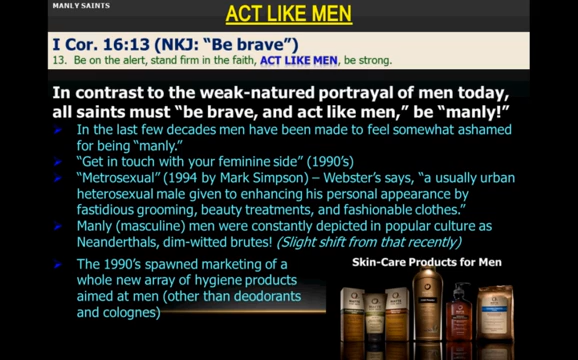 MANLY SAINTS
ACT LIKE MEN
I Cor. 16:13 (NKJ: “Be brave”)
13. Be on the alert, stand firm in the faith, ACT LIKE MEN, be strong.
In contrast to the weak-natured portrayal of men today,
all saints must “be brave, and act like men,” be “manly!”
In the last few decades men have been made to feel somewhat ashamed
for being “manly.”
“Get in touch with your feminine side” (1990’s)
“Metrosexual” (1994 by Mark Simpson) – Webster’s says, “a usually urban
heterosexual male given to enhancing his personal appearance by
fastidious grooming, beauty treatments, and fashionable clothes.”
Manly (masculine) men were constantly depicted in popular culture as
Neanderthals, dim-witted brutes! (Slight shift from that recently)
The 1990’s spawned marketing of a
whole new array of hygiene products
aimed at men (other than deodorants
and colognes)
Skin-Care Products for Men